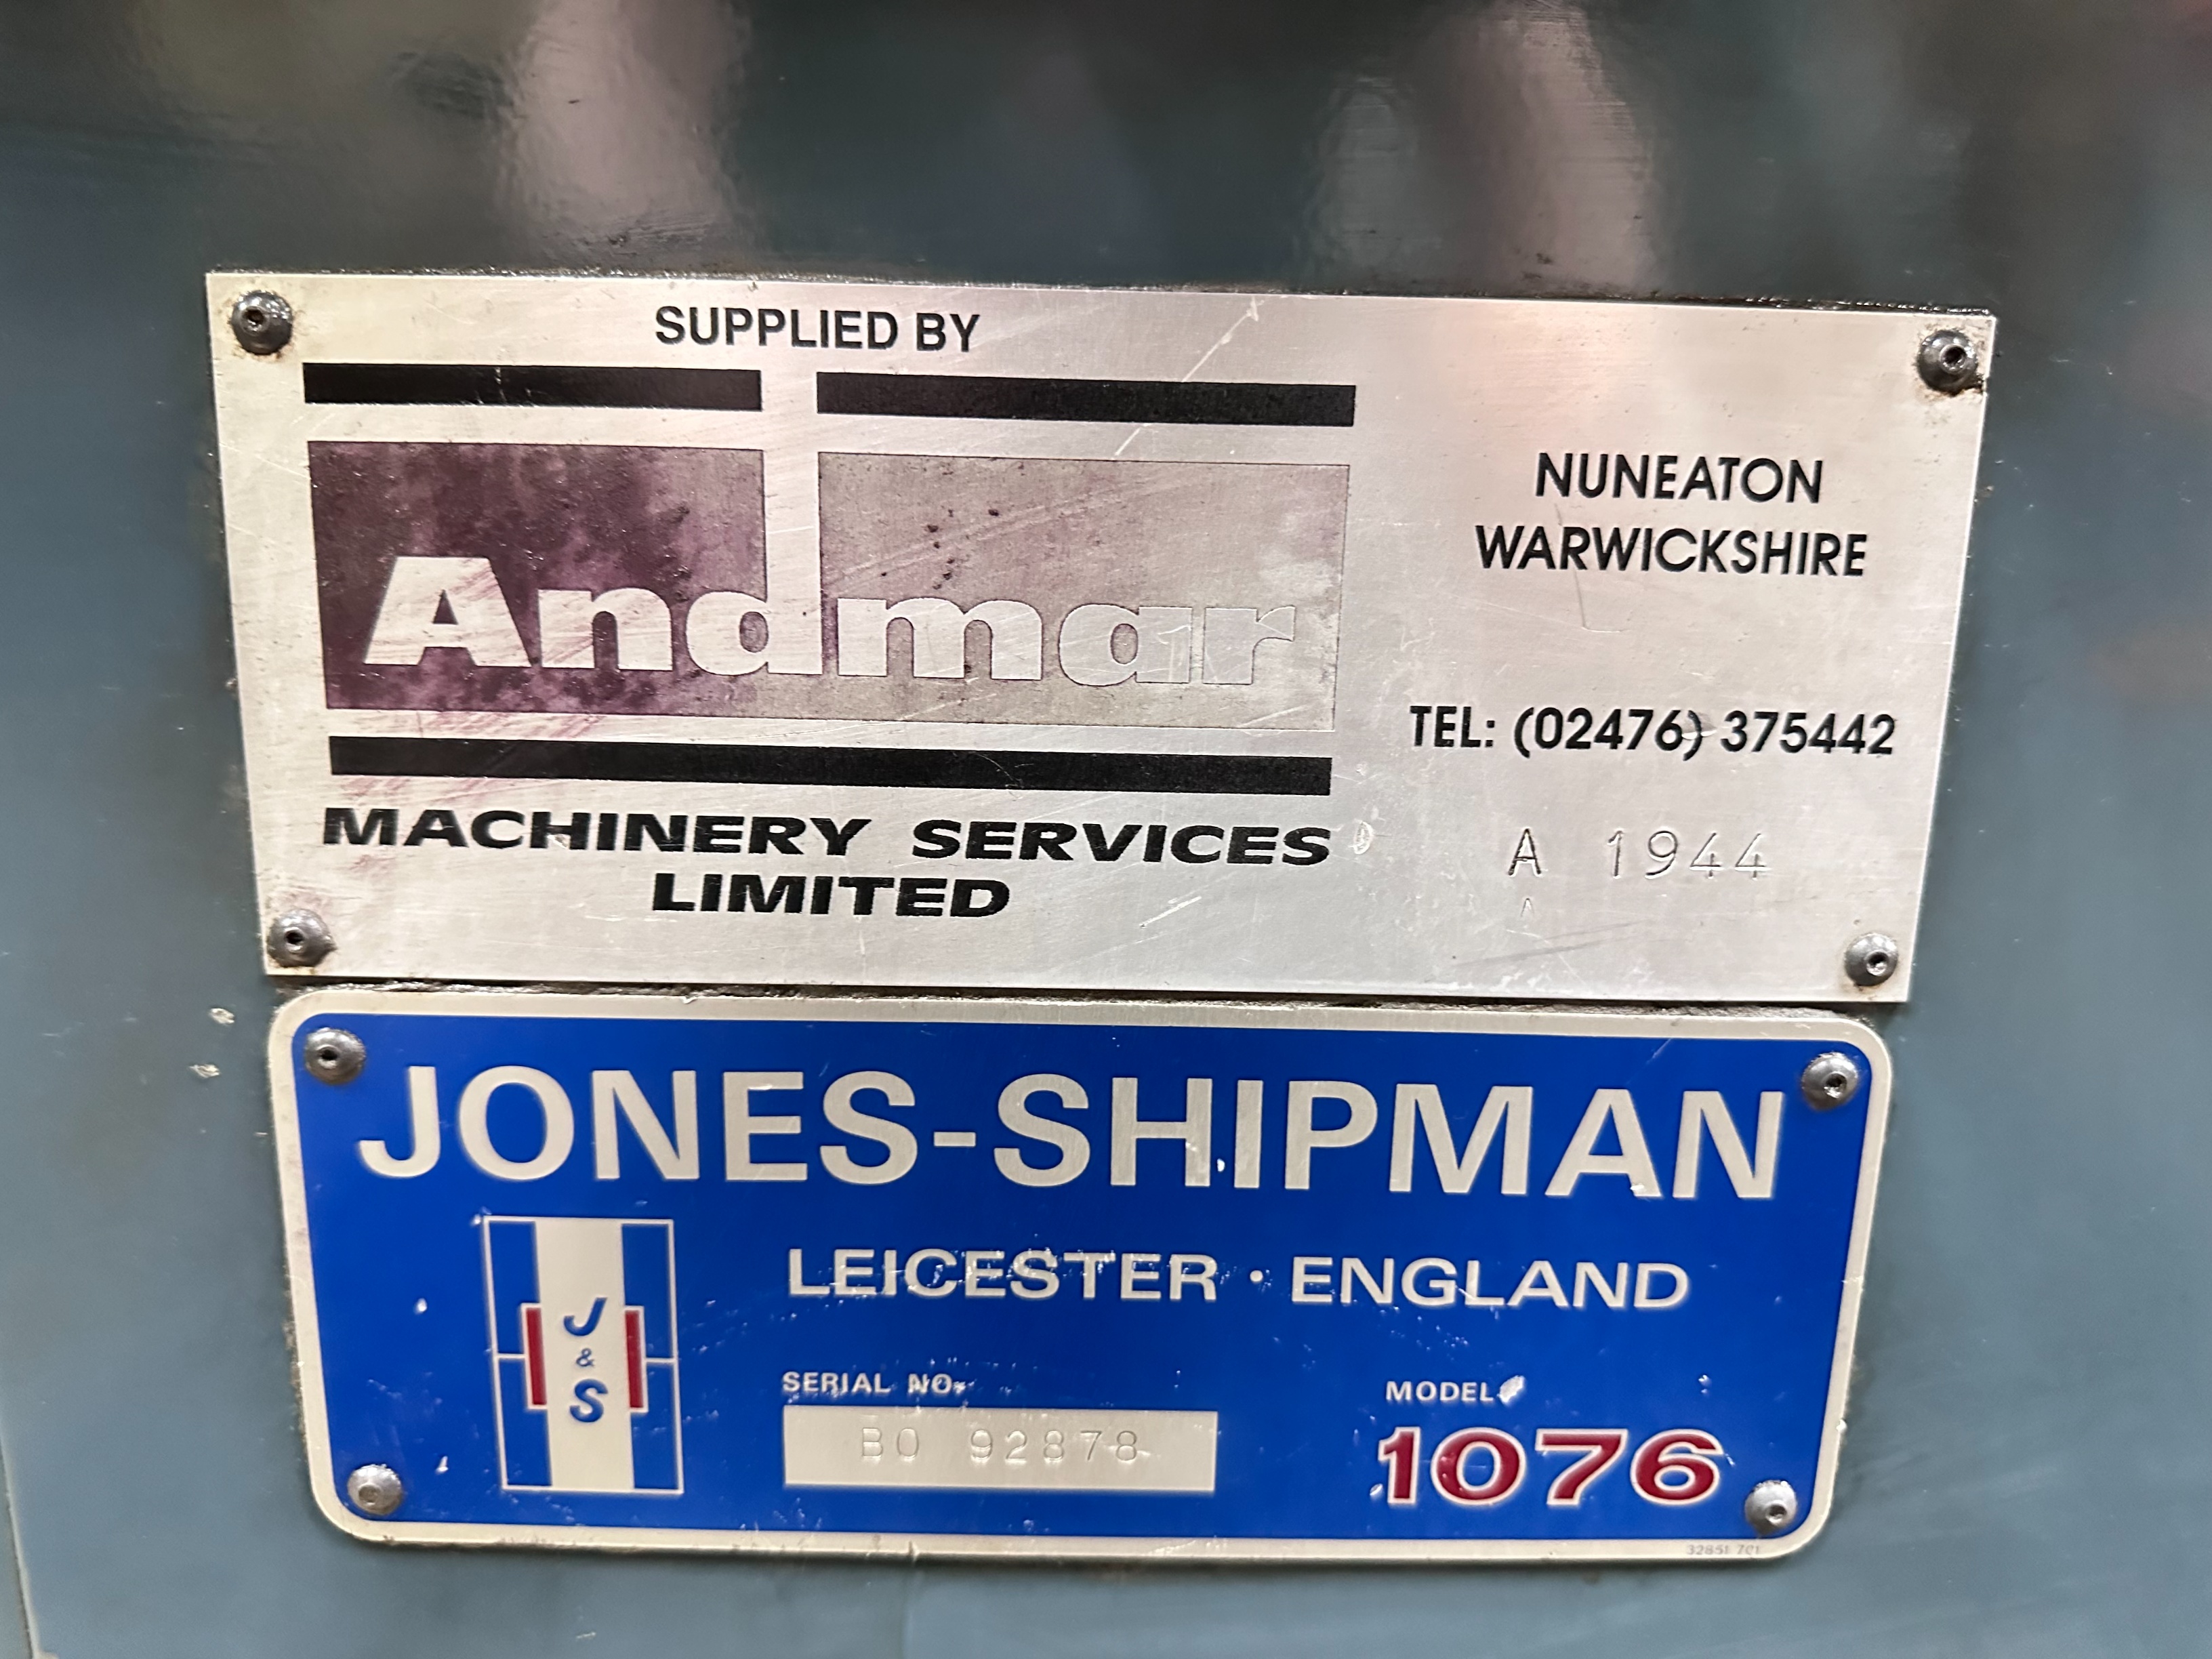 SUPPLIED BY
Andmar
MACHINERY SERVICES
LIMITED
NUNEATON
WARWICKSHIRE
TEL: (02476) 375442
A 1944
JONES-SHIPMAN
LEICESTER · ENGLAND
J
&
S
SERIAL NO.
BO 92878
MODEL
1076